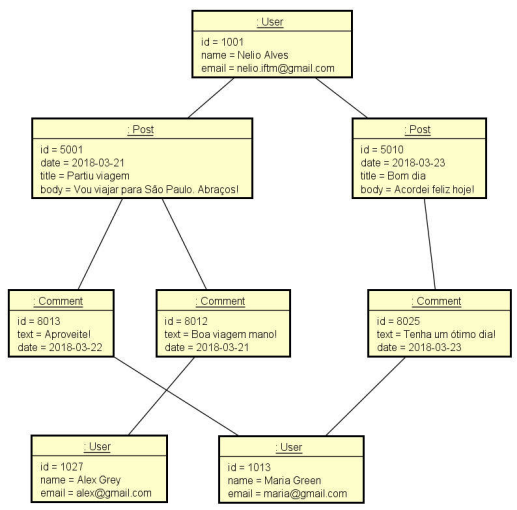 : User
id = 1001
name = Nelio Alves
email = nelio.iftm@gmail.com
: Post
id = 5001
date = 2018-03-21
title = Partiu viagem
body = Vou viajar para São Paulo. Abraços!
: Post
id = 5010
date = 2018-03-23
title = Bom dia
body = Acordei feliz hoje!
: Comment
id = 8013
text = Aproveite!
date = 2018-03-22
: Comment
id = 8012
text = Boa viagem mano!
date = 2018-03-21
: Comment
id = 8025
text = Tenha um ótimo dia!
date = 2018-03-23
: User
id = 1027
name = Alex Grey
email = alex@gmail.com
: User
id = 1013
name = Maria Green
email = maria@gmail.com